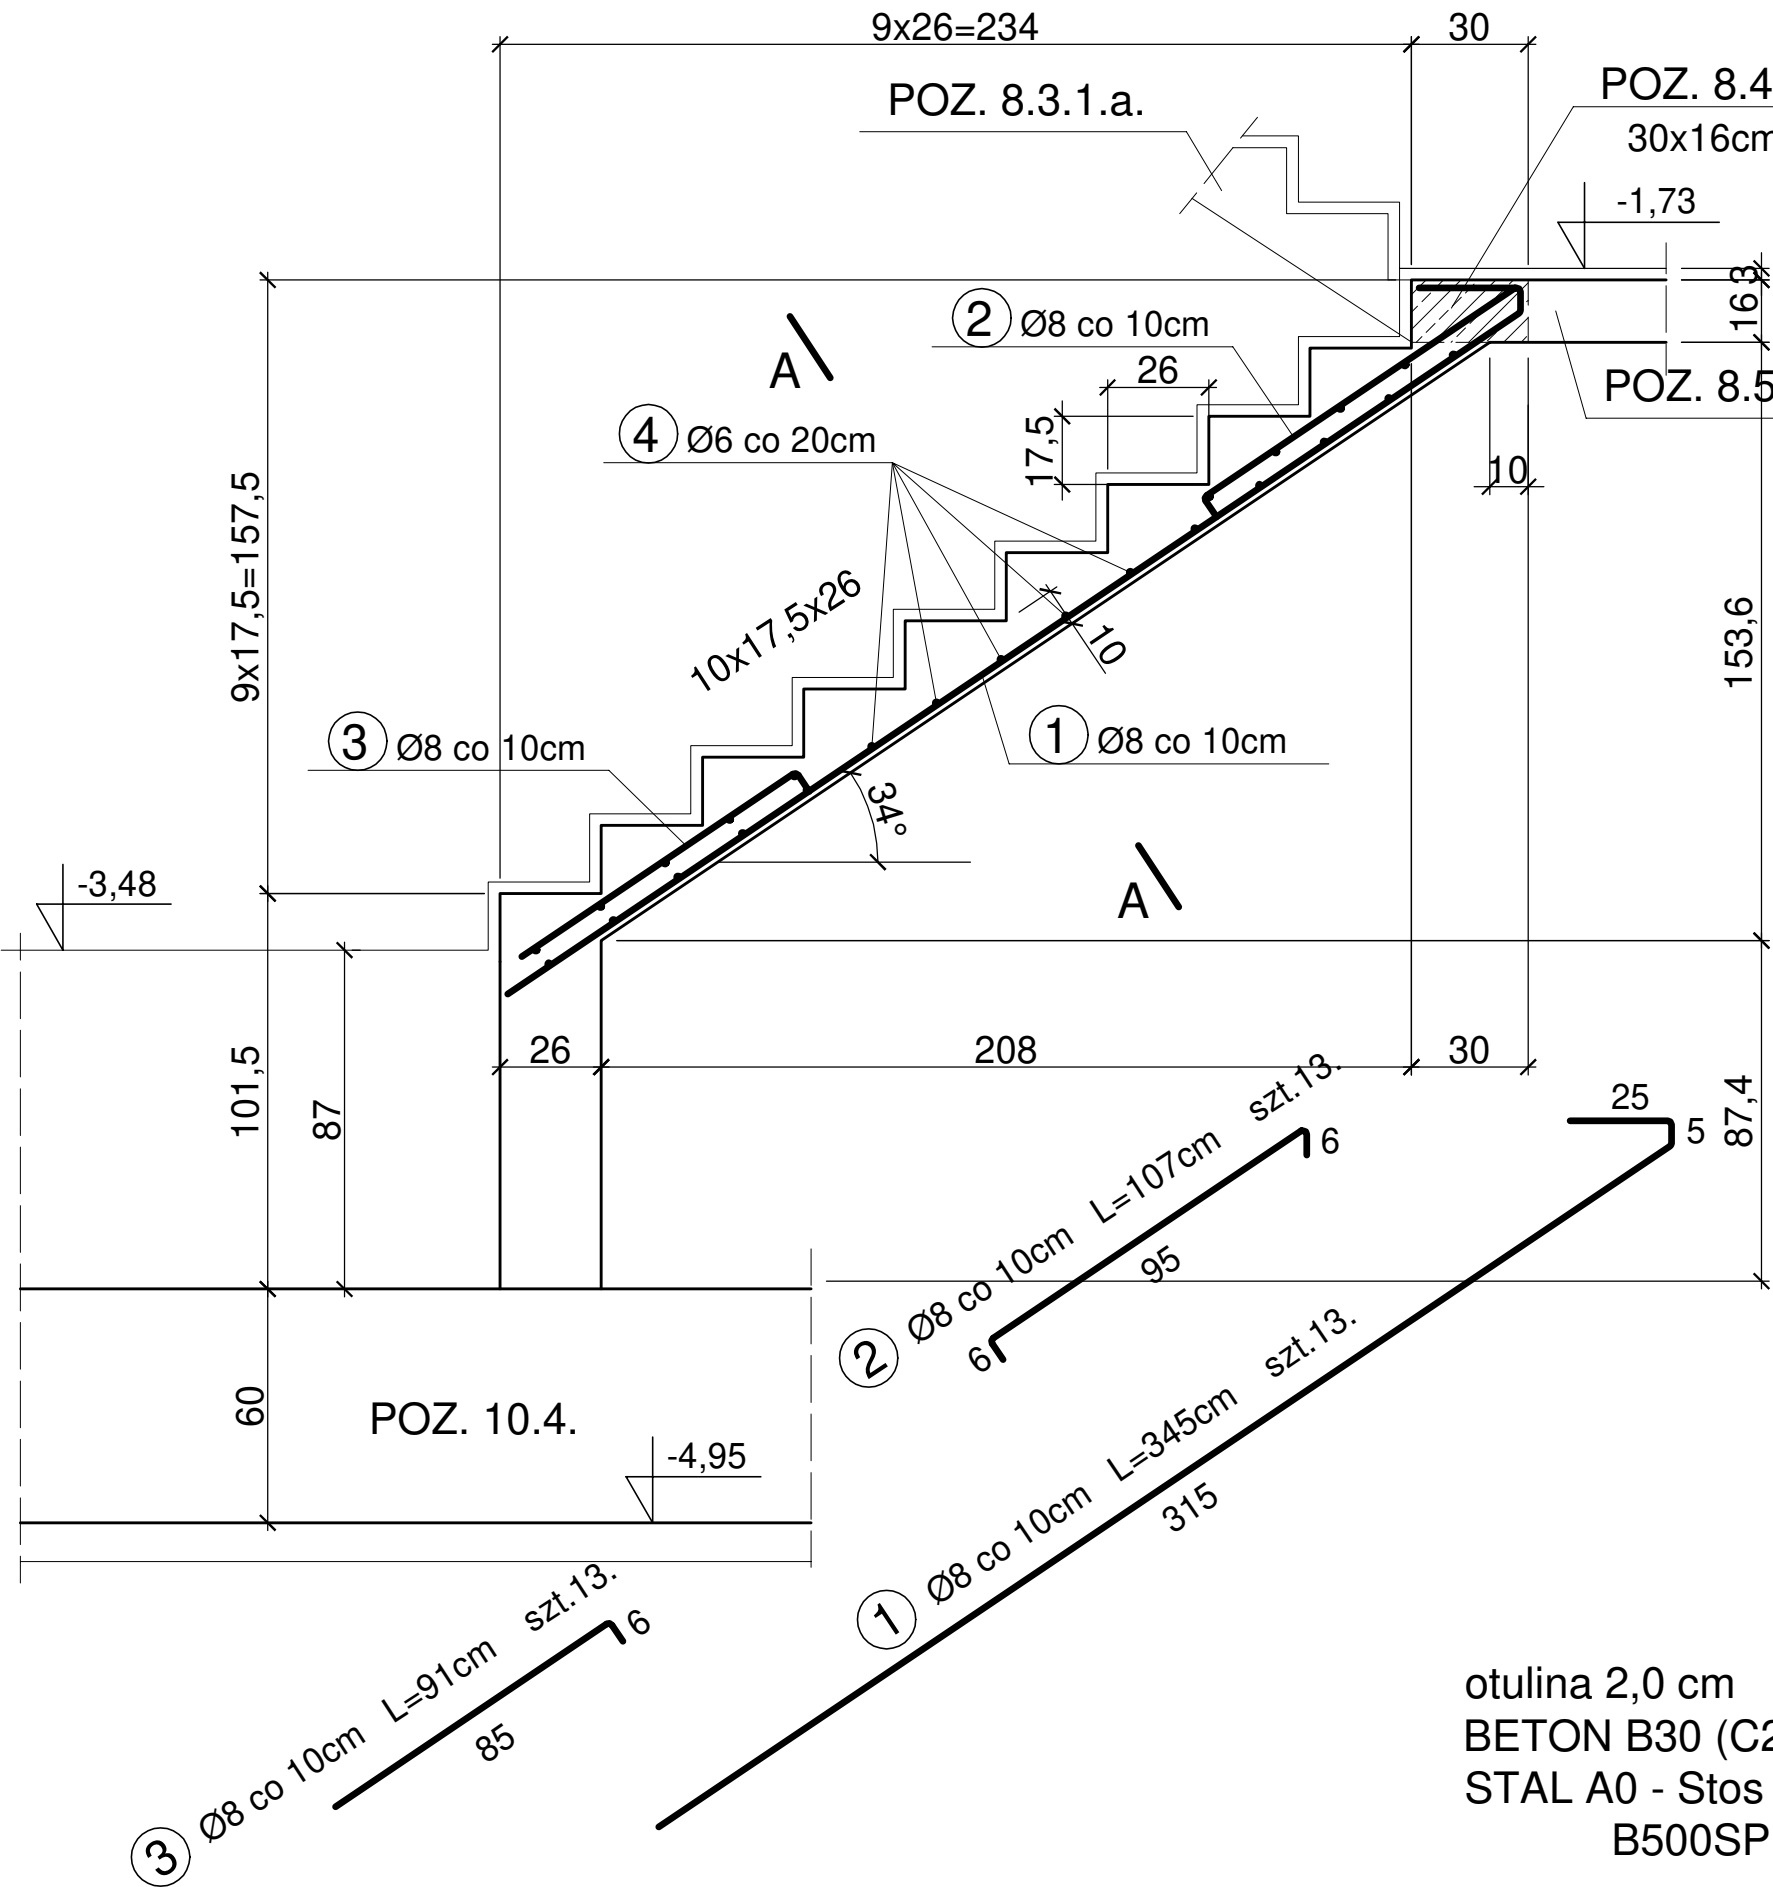 9x26=234
30
POZ. 8.3.1.a.
POZ. 8.4
30x16cm
-1,73
3
16
2 Ø8 co 10cm
A
26
POZ. 8.5
4 Ø6 co 20cm
17,5
10
9x17,5=157,5
10x17,5x26
10
153,6
3 Ø8 co 10cm
1 Ø8 co 10cm
34°
-3,48
A
26
208
30
101,5
87
87,4
2 Ø8 co 10cm L=107cm szt.13.
6
95
6
25
5
60
POZ. 10.4.
-4,95
1 Ø8 co 10cm L=345cm szt.13.
315
3 Ø8 co 10cm L=91cm szt.13.
6
85
otulina 2,0 cm
BETON B30 (C2
STAL A0 - Stos
B500SP